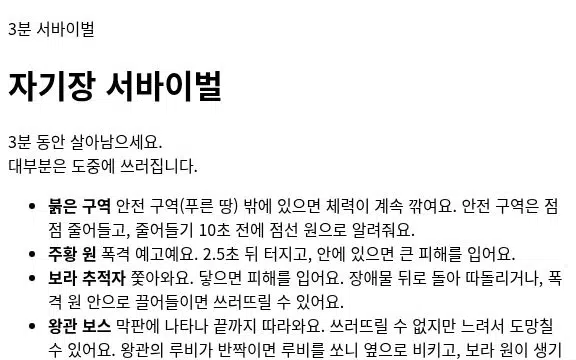 3분 서바이벌
자기장 서바이벌
3분 동안 살아남으세요.
대부분은 도중에 쓰러집니다.
붉은 구역 안전 구역(푸른 땅) 밖에 있으면 체력이 계속 깎여요. 안전 구역은 점
점 줄어들고, 줄어들기 10초 전에 점선 원으로 알려줘요.
주황 원 폭격 예고예요. 2.5초 뒤 터지고, 안에 있으면 큰 피해를 입어요.
보라 추적자 쫓아와요. 닿으면 피해를 입어요. 장애물 뒤로 돌아 따돌리거나, 폭
격 원 안으로 끌어들이면 쓰러뜨릴 수 있어요.
왕관 보스 막판에 나타나 끝까지 따라와요. 쓰러뜨릴 수 없지만 느려서 도망칠
수 있어요. 왕관의 루비가 반짝이면 루비를 쏘니 옆으로 비키고, 보라 원이 생기